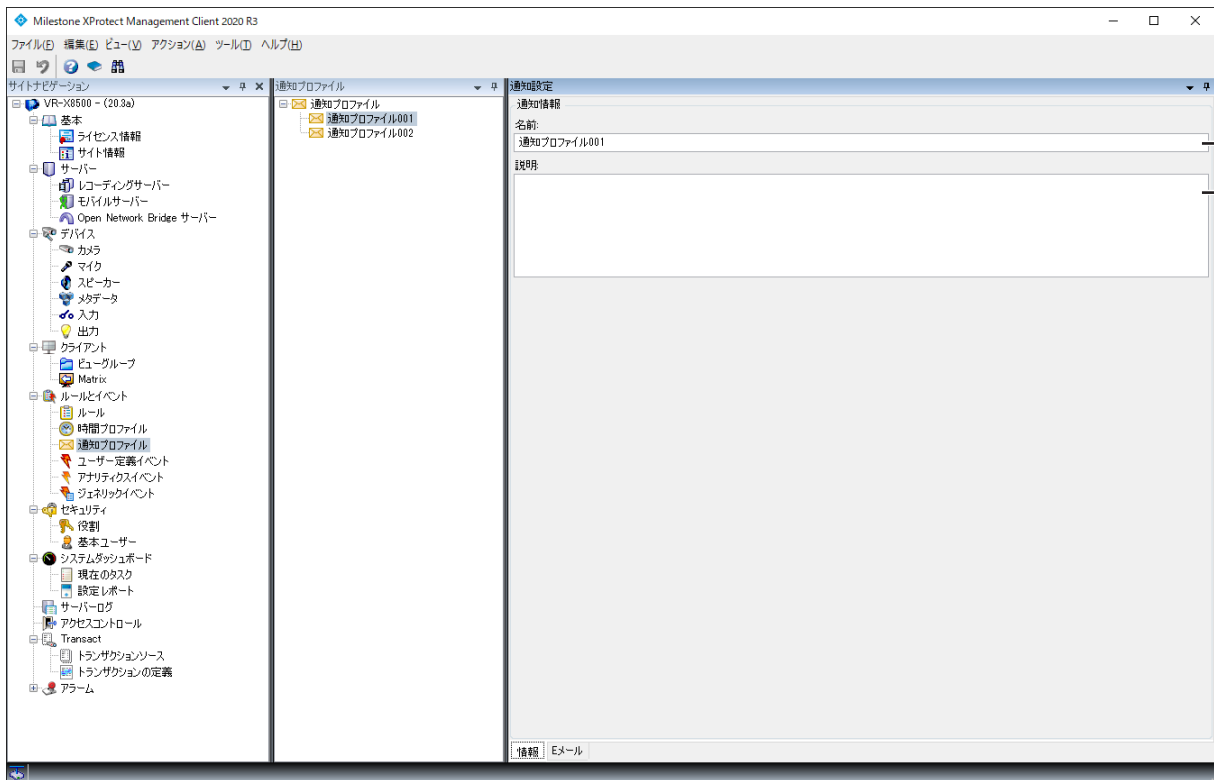 Milestone XProtect Management Client 2020 R3
ファイル(F) 編集(E) ビュー(V) アクション(A) ツール(T) ヘルプ(H)
サイトナビゲーション
VR-X8500 - (20.3a)
基本
ライセンス情報
サイト情報
サーバー
レコーディングサーバー
モバイルサーバー
Open Network Bridge サーバー
デバイス
カメラ
マイク
スピーカー
メタデータ
入力
出力
クライアント
ビューグループ
Matrix
ルールとイベント
ルール
時間プロファイル
通知プロファイル
ユーザー定義イベント
アナリティクスイベント
ジェネリックイベント
セキュリティ
役割
基本ユーザー
システムダッシュボード
現在のタスク
設定レポート
サーバーログ
アクセスコントロール
Transact
トランザクションソース
トランザクションの定義
アラーム
通知プロファイル
通知プロファイル
通知プロファイル001
通知プロファイル002
通知設定
通知情報
名前:
通知プロファイル001
説明:
情報 Eメール